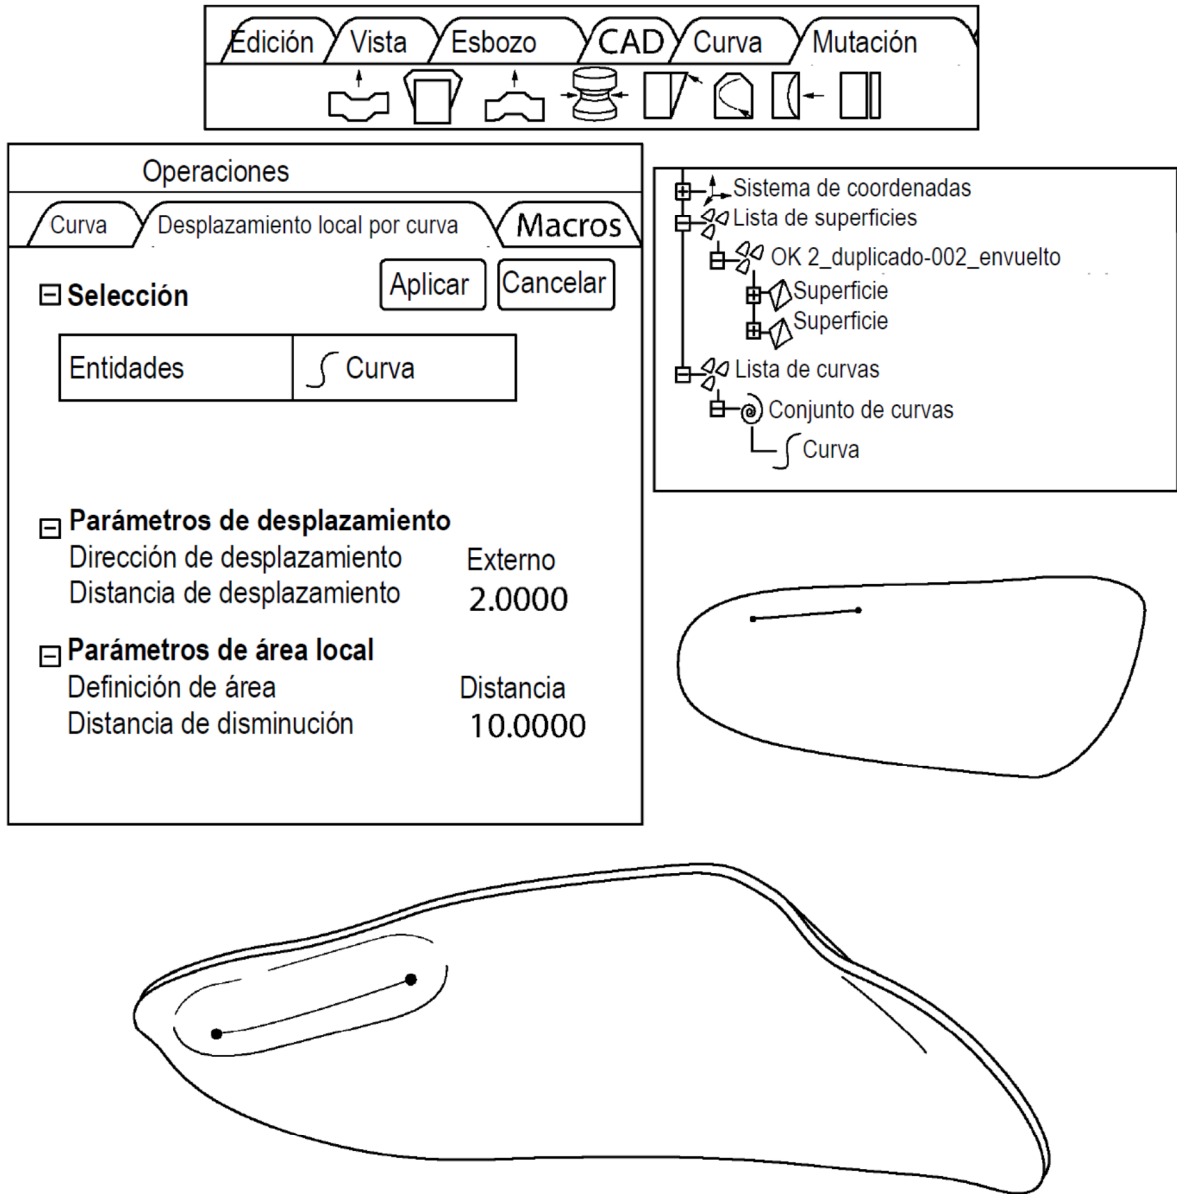 Edición Vista Esbozo CAD Curva Mutación
Operaciones
Curva Desplazamiento local por curva Macros
Selección Aplicar Cancelar
Entidades Curva
Parámetros de desplazamiento
Dirección de desplazamiento Externo
Distancia de desplazamiento 2.0000
Parámetros de área local
Definición de área Distancia
Distancia de disminución 10.0000
Sistema de coordenadas
Lista de superficies
OK 2_duplicado-002_envuelto
Superficie
Superficie
Lista de curvas
Conjunto de curvas
Curva